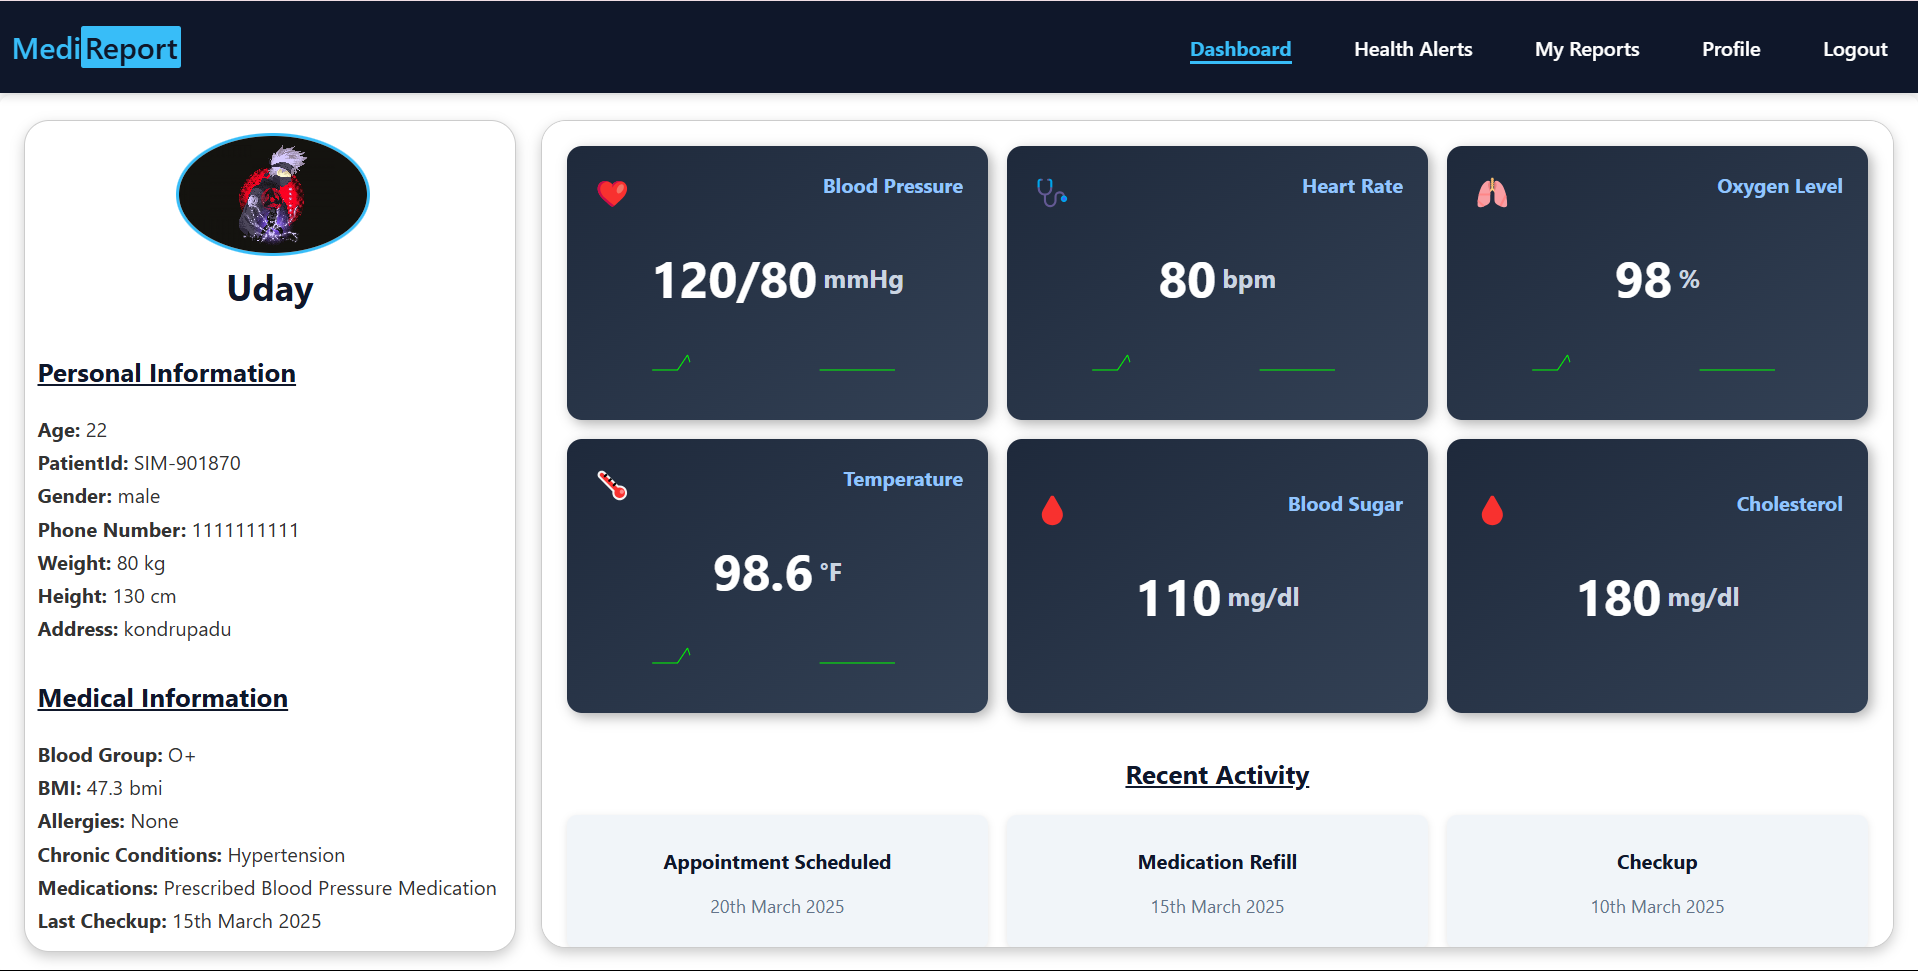 MediReport
Dashboard
Health Alerts
My Reports
Profile
Logout
Uday
Personal Information
Age: 22
PatientId: SIM-901870
Gender: male
Phone Number: 1111111111
Weight: 80 kg
Height: 130 cm
Address: kondrupadu
Medical Information
Blood Group: O+
BMI: 47.3 bmi
Allergies: None
Chronic Conditions: Hypertension
Medications: Prescribed Blood Pressure Medication
Last Checkup: 15th March 2025
Blood Pressure
120/80 mmHg
Heart Rate
80 bpm
Oxygen Level
98 %
Temperature
98.6 °F
Blood Sugar
110 mg/dl
Cholesterol
180 mg/dl
Recent Activity
Appointment Scheduled
20th March 2025
Medication Refill
15th March 2025
Checkup
10th March 2025